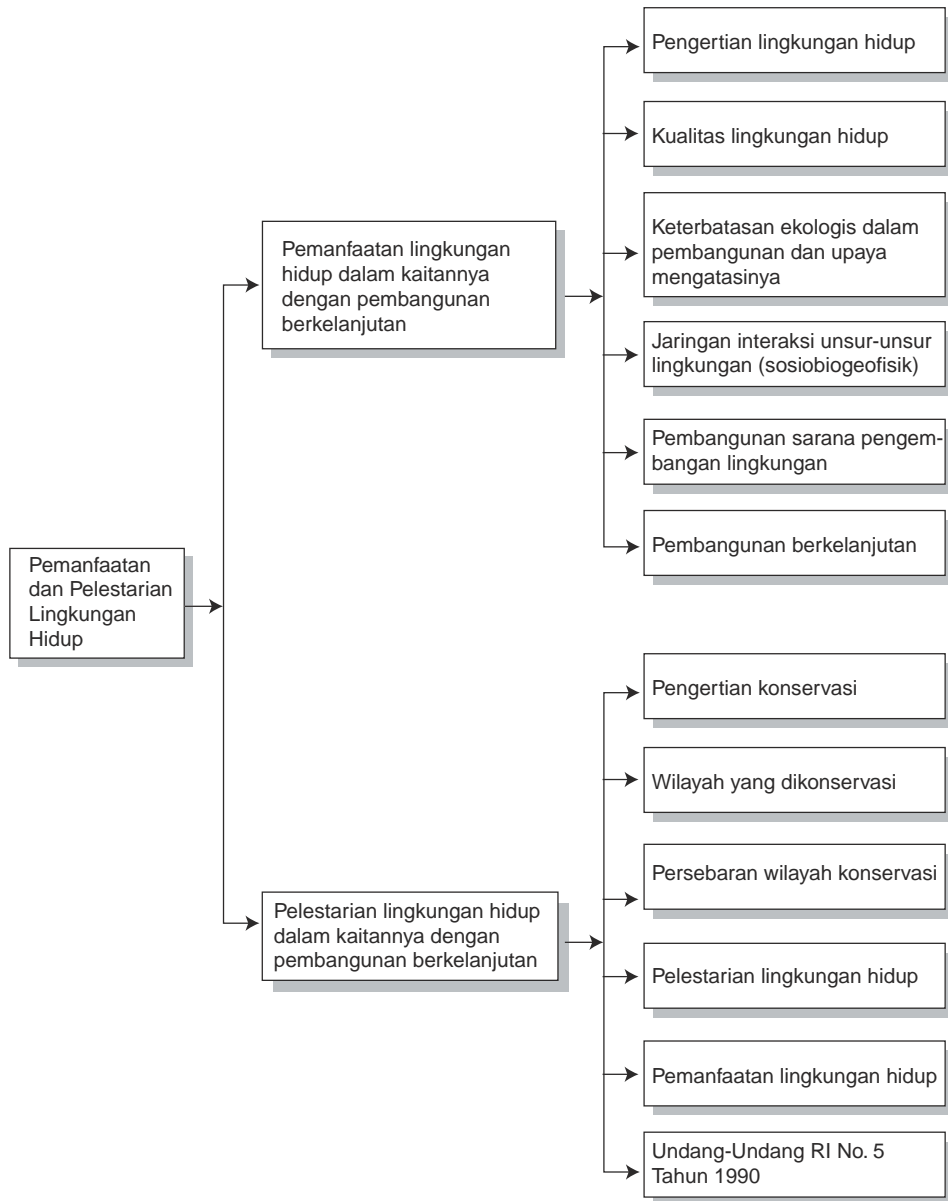 Pemanfaatan
dan Pelestarian
Lingkungan
Hidup
Pemanfaatan lingkungan
hidup dalam kaitannya
dengan pembangunan
berkelanjutan
Pengertian lingkungan hidup
Kualitas lingkungan hidup
Keterbatasan ekologis dalam
pembangunan dan upaya
mengatasinya
Jaringan interaksi unsur-unsur
lingkungan (sosiobiogeofisik)
Pembangunan sarana pengem-
bangan lingkungan
Pembangunan berkelanjutan
Pelestarian lingkungan hidup
dalam kaitannya dengan
pembangunan berkelanjutan
Pengertian konservasi
Wilayah yang dikonservasi
Persebaran wilayah konservasi
Pelestarian lingkungan hidup
Pemanfaatan lingkungan hidup
Undang-Undang RI No. 5
Tahun 1990